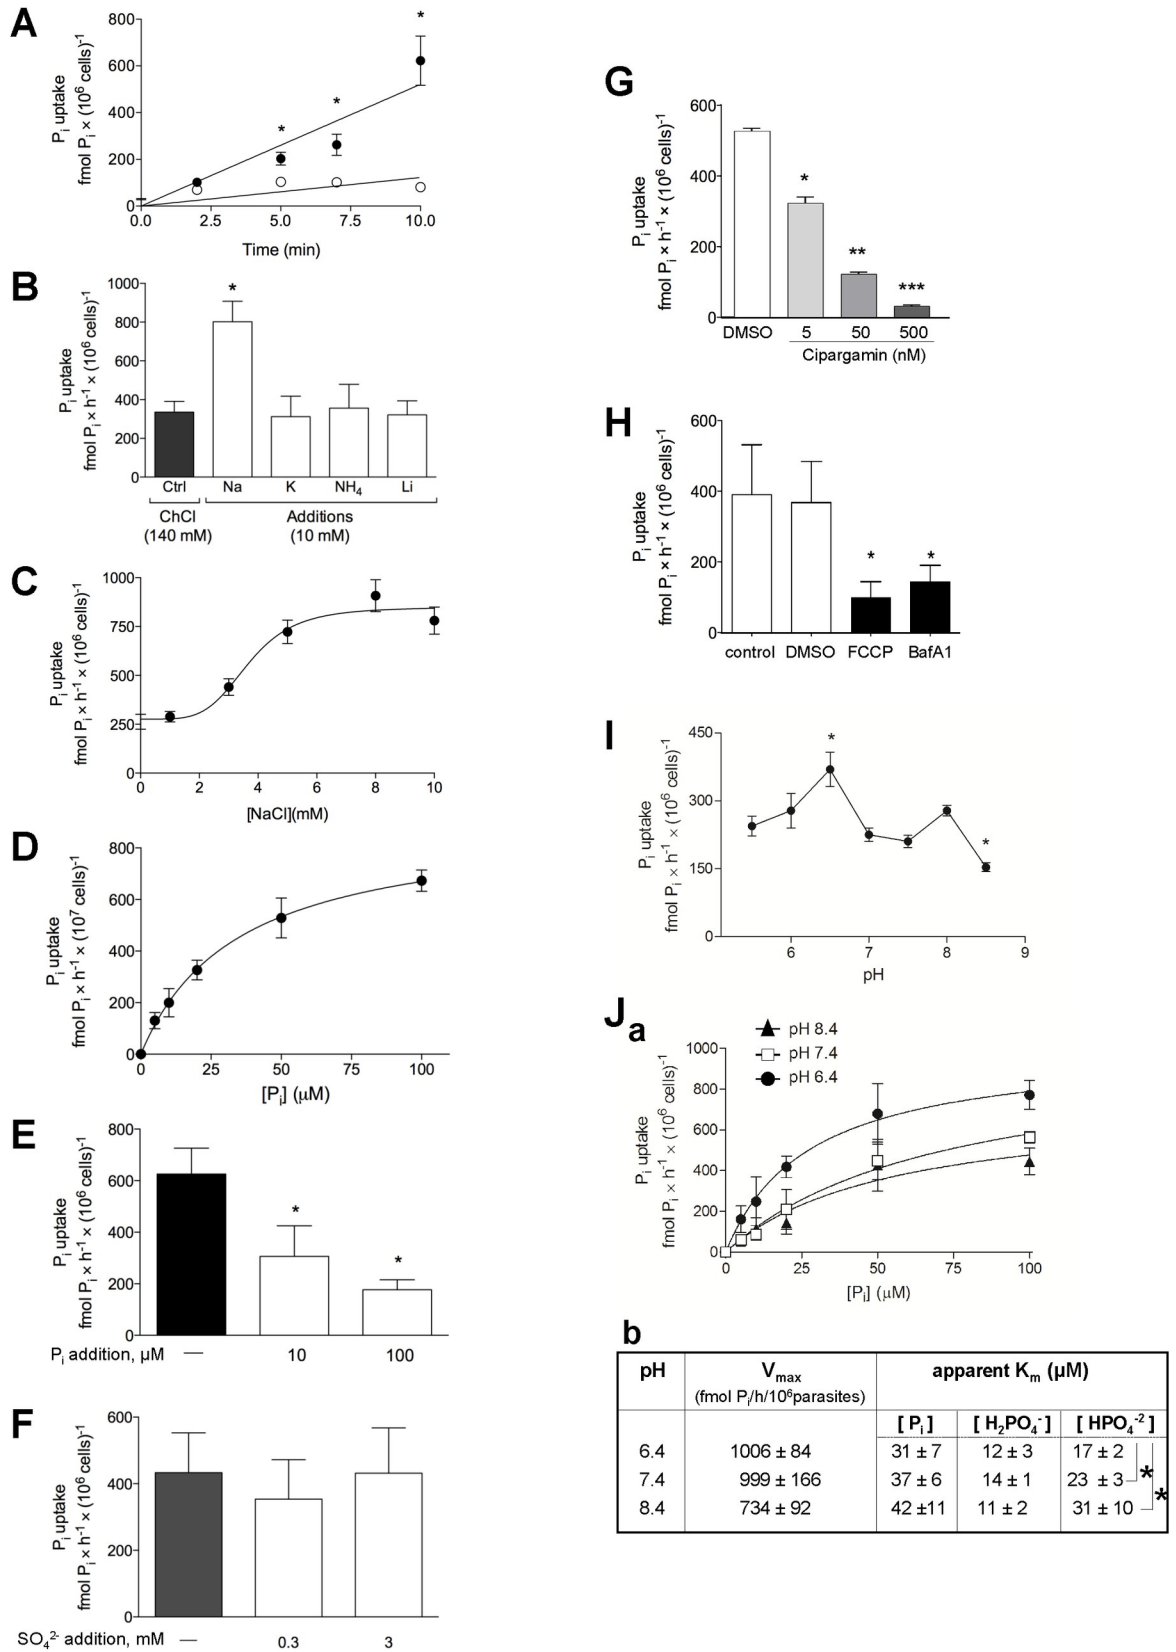 A
Pi uptake
fmol Pi × (10⁶ cells)⁻¹
800
600
400
200
0
0.0 2.5 5.0 7.5 10.0
Time (min)
* * *
B
Pi uptake
fmol Pi × h⁻¹ × (10⁶ cells)⁻¹
1000
800
600
400
200
0
*
Ctrl Na K NH₄ Li
ChCl Additions
(140 mM) (10 mM)
C
Pi uptake
fmol Pi × h⁻¹ × (10⁶ cells)⁻¹
1000
750
500
250
0
0 2 4 6 8 10
[NaCl](mM)
D
Pi uptake
fmol Pi × h⁻¹ × (10⁷ cells)⁻¹
800
600
400
200
0
0 25 50 75 100
[Pi] (µM)
E
Pi uptake
fmol Pi × h⁻¹ × (10⁶ cells)⁻¹
800
600
400
200
0
* *
Pi addition, µM — 10 100
F
Pi uptake
fmol Pi × h⁻¹ × (10⁶ cells)⁻¹
600
400
200
0
SO₄²⁻ addition, mM — 0.3 3
G
Pi uptake
fmol Pi × h⁻¹ × (10⁶ cells)⁻¹
600
400
200
0
* ** ***
DMSO 5 50 500
Cipargamin (nM)
H
Pi uptake
fmol Pi × h⁻¹ × (10⁶ cells)⁻¹
600
400
200
0
* *
control DMSO FCCP BafA1
I
Pi uptake
fmol Pi × h⁻¹ × (10⁶ cells)⁻¹
450
300
150
0
* *
6 7 8 9
pH
J
a
pH 8.4
pH 7.4
pH 6.4
Pi uptake
fmol Pi × h⁻¹ × (10⁶ cells)⁻¹
1000
800
600
400
200
0
0 25 50 75 100
[Pi] (µM)
b
pH Vmax apparent Km (µM)
(fmol Pi/h/10⁶parasites)
[ Pi ] [ H₂PO₄⁻ ] [ HPO₄⁻² ]
6.4 1006 ± 84 31 ± 7 12 ± 3 17 ± 2
7.4 999 ± 166 37 ± 6 14 ± 1 23 ± 3 *
8.4 734 ± 92 42 ±11 11 ± 2 31 ± 10 *